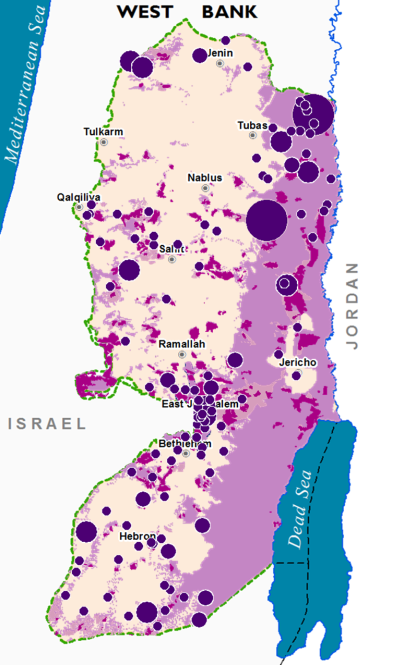 WEST BANK
Mediterranean Sea
Jenin
Tulkarm
Tubas
Nablus
Qalqiliya
Salfit
JORDAN
Ramallah
Jericho
East Jerusalem
ISRAEL
Bethlehem
Dead Sea
Hebron